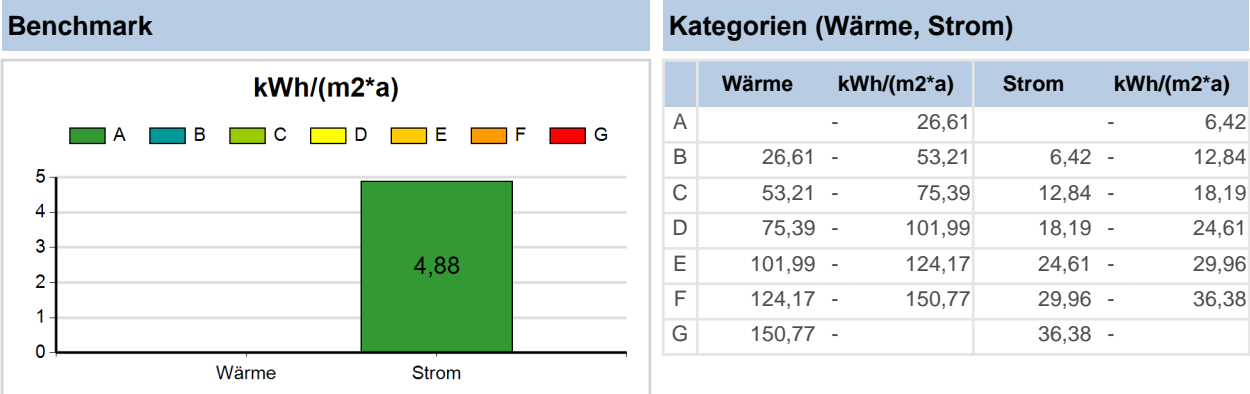 Benchmark
kWh/(m2*a)
A B C D E F G
5
4
3
2
1
0
4,88
Wärme Strom
Kategorien (Wärme, Strom)
Wärme kWh/(m2*a) Strom kWh/(m2*a)
A - 26,61 - 6,42
B 26,61 - 53,21 6,42 - 12,84
C 53,21 - 75,39 12,84 - 18,19
D 75,39 - 101,99 18,19 - 24,61
E 101,99 - 124,17 24,61 - 29,96
F 124,17 - 150,77 29,96 - 36,38
G 150,77 - 36,38 -